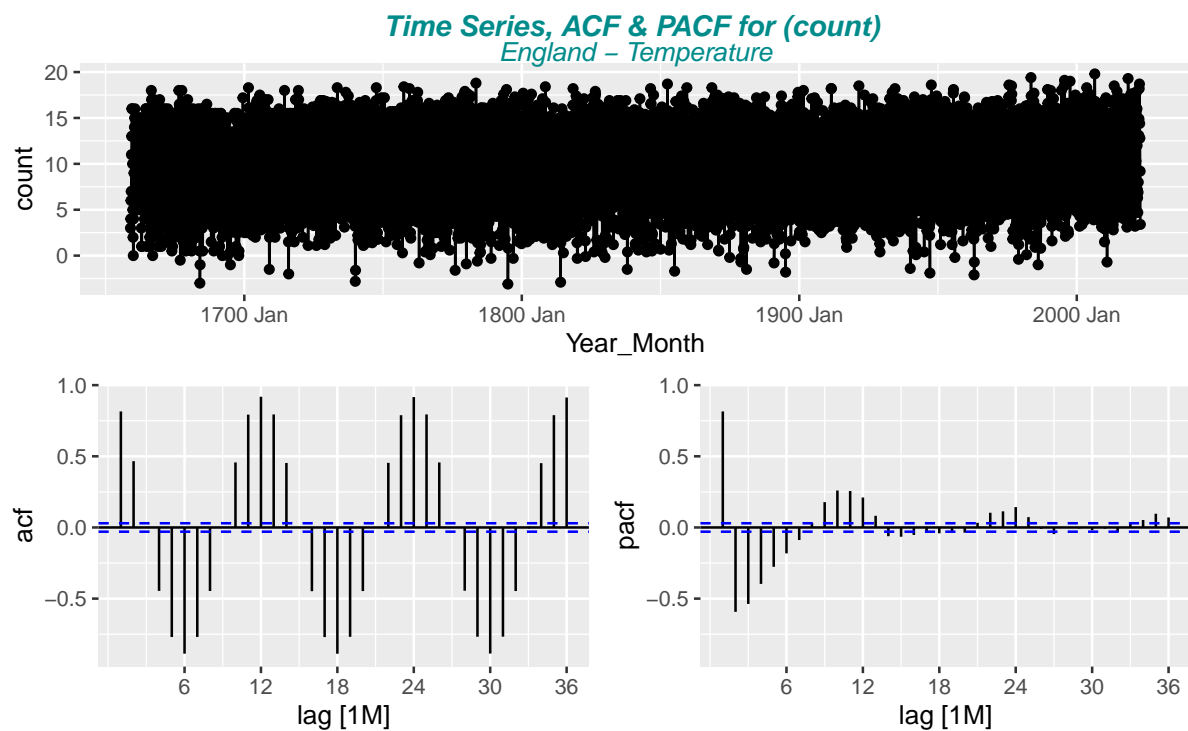 Time Series, ACF & PACF for (count)
England − Temperature
20
15
10
5
0
count
1700 Jan
1800 Jan
1900 Jan
2000 Jan
Year_Month
1.0
0.5
0.0
−0.5
acf
6
12
18
24
30
36
lag [1M]
1.0
0.5
0.0
−0.5
pacf
6
12
18
24
30
36
lag [1M]